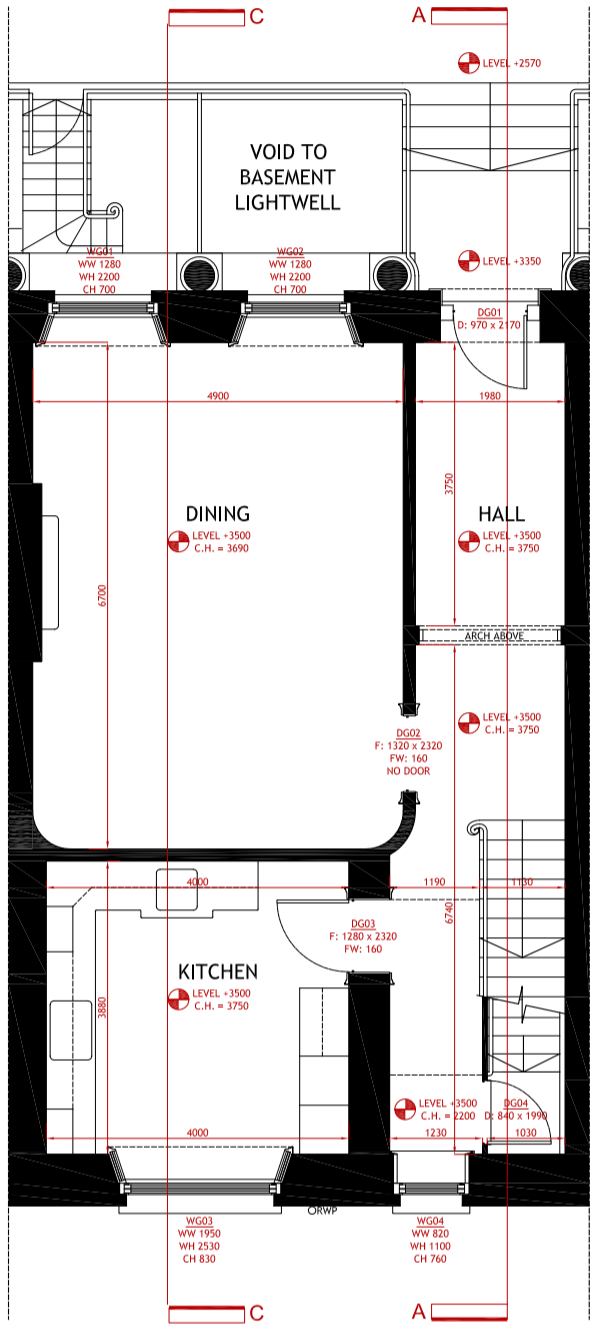 C
A
LEVEL +2570
VOID TO
BASEMENT
LIGHTWELL
LEVEL +3350
WG01
WW 1280
WH 2200
CH 700
WG02
WW 1280
WH 2200
CH 700
DG01
D: 970 x 2170
4900
1980
3750
DINING
LEVEL +3500
C.H. = 3690
HALL
LEVEL +3500
C.H. = 3750
6700
ARCH ABOVE
LEVEL +3500
C.H. = 3750
DG02
F: 1320 x 2320
FW: 160
NO DOOR
4000
1190
1130
6740
DG03
F: 1280 x 2320
FW: 160
KITCHEN
LEVEL +3500
C.H. = 3750
3880
LEVEL +3500
C.H. = 2200
DG04
D: 840 x 1990
4000
1230
1030
ORWP
WG03
WW 1950
WH 2530
CH 830
WG04
WW 820
WH 1100
CH 760
C
A